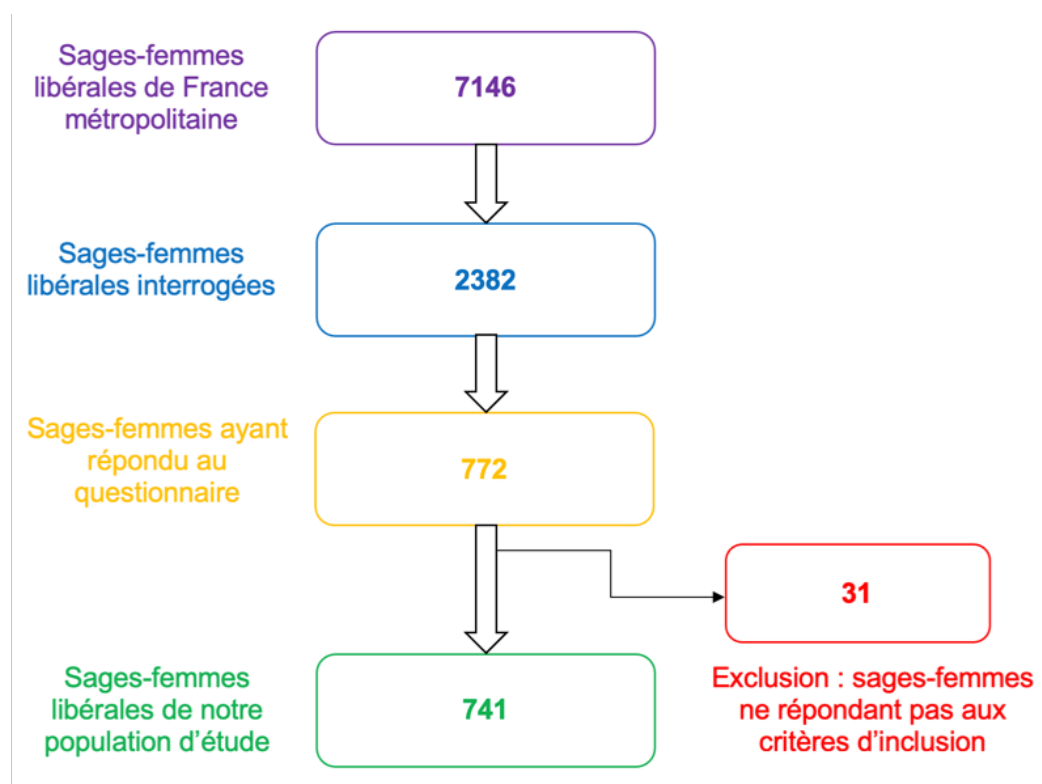 Sages-femmes
libérales de France
métropolitaine
7146
Sages-femmes
libérales interrogées
2382
Sages-femmes ayant
répondu au
questionnaire
772
31
Exclusion : sages-femmes
ne répondant pas aux
critères d'inclusion
Sages-femmes
libérales de notre
population d'étude
741